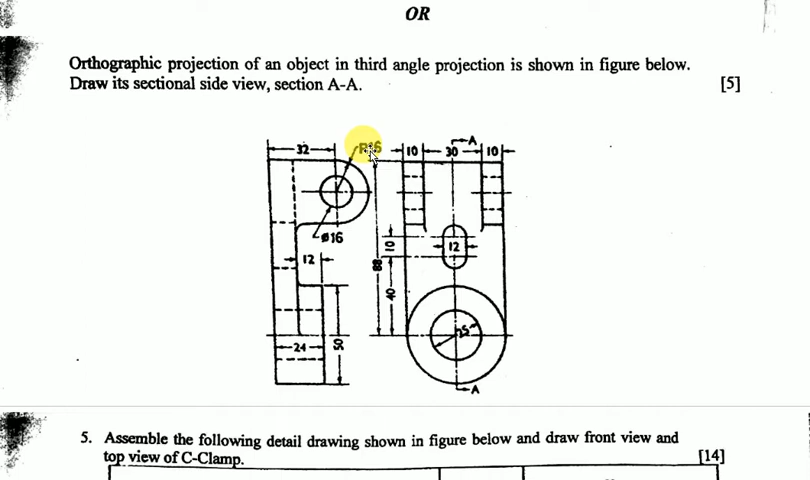 OR
Orthographic projection of an object in third angle projection is shown in figure below.
Draw its sectional side view, section A-A.
[5]
32
R16
10
30
A
10
ø16
12
10
12
88
40
25
24
50
A
5. Assemble the following detail drawing shown in figure below and draw front view and
top view of C-Clamp.
[14]